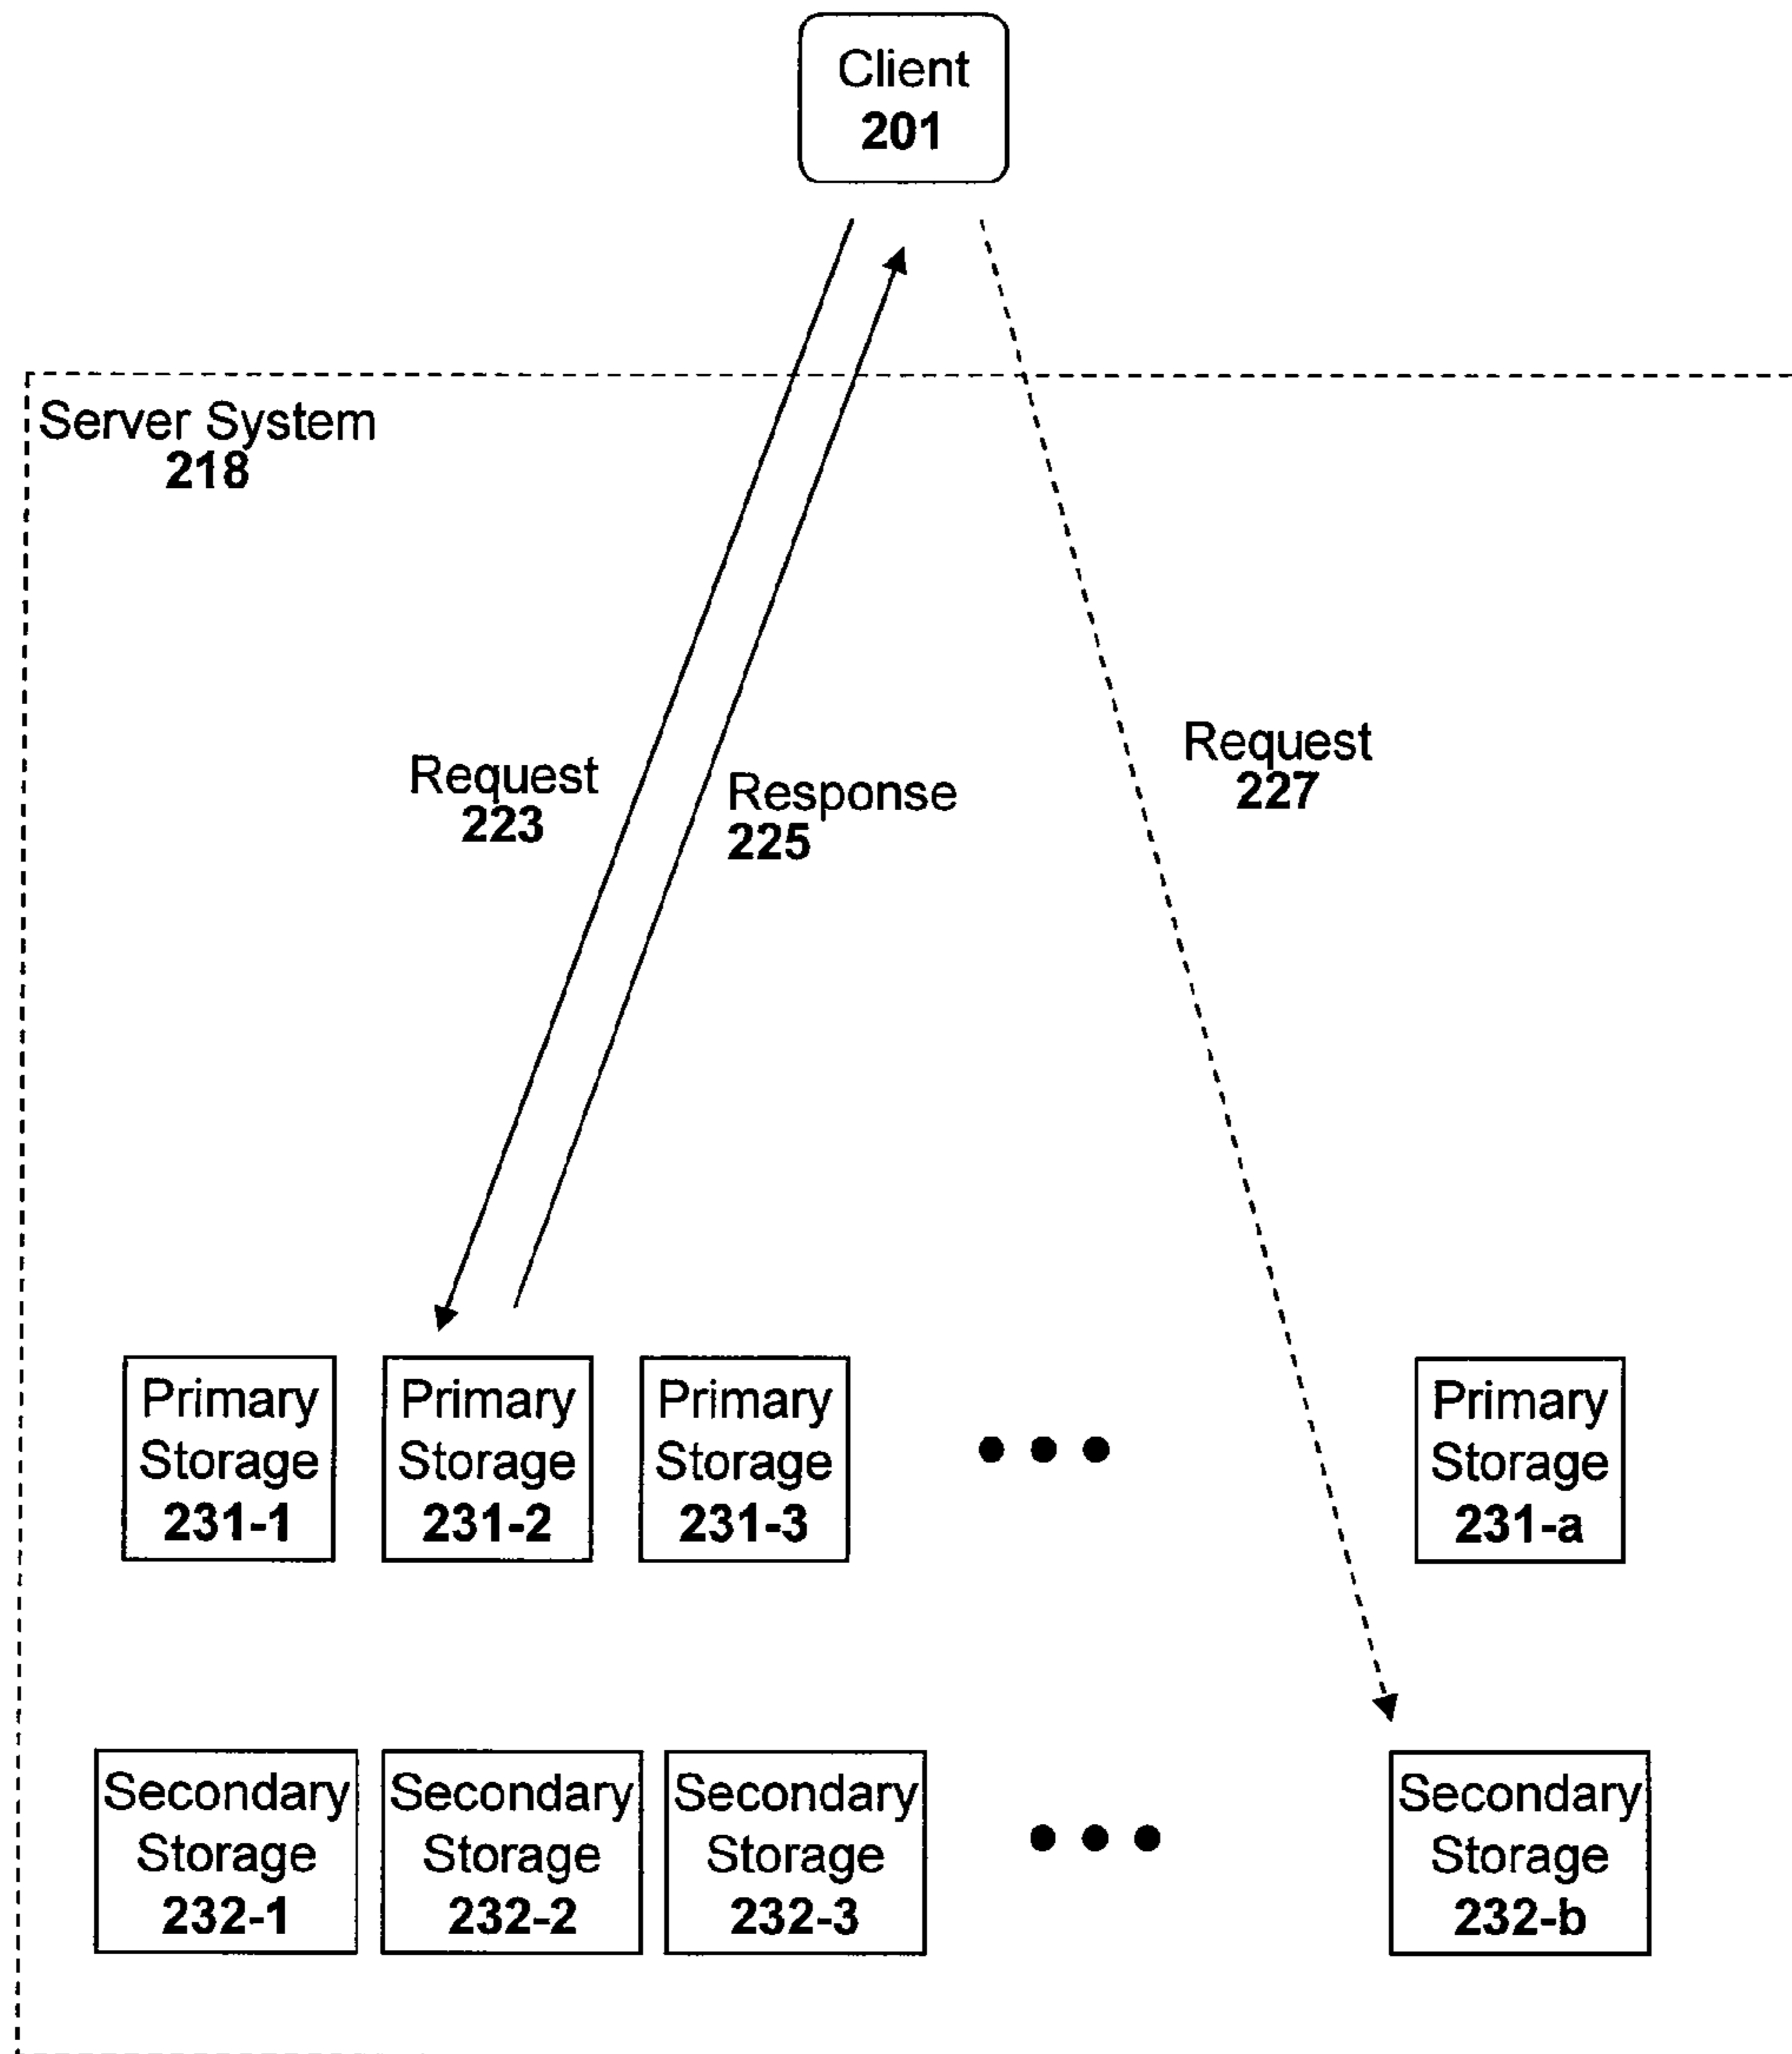 Client
201
Server System
218
Request
223
Response
225
Request
227
Primary
Storage
231-1
Primary
Storage
231-2
Primary
Storage
231-3
Primary
Storage
231-a
Secondary
Storage
232-1
Secondary
Storage
232-2
Secondary
Storage
232-3
Secondary
Storage
232-b